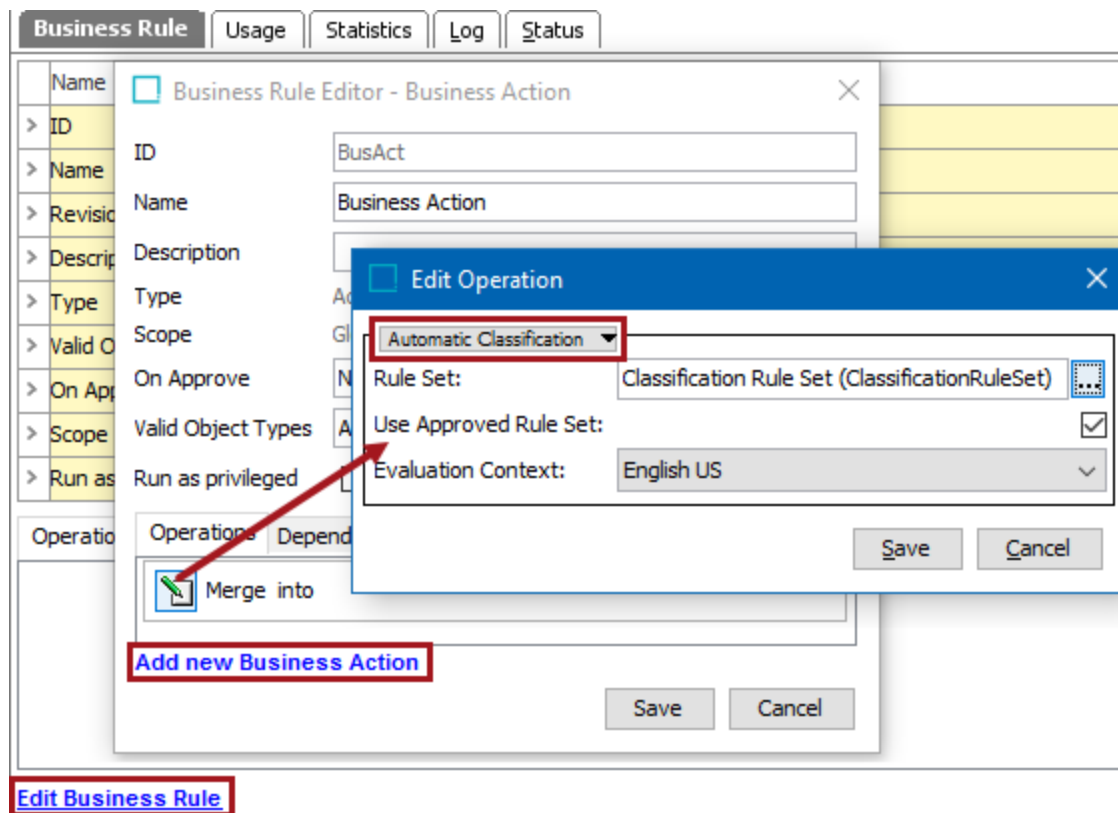 Business Rule Usage Statistics Log Status
Name
ID
Name
Revisio
Descrip
Type
Valid O
On App
Scope
Run as
Operatio
Business Rule Editor - Business Action
ID BusAct
Name Business Action
Description
Type
Scope Gl
On Approve N
Valid Object Types A
Run as privileged
Operations Depend
Merge into
Add new Business Action
Save Cancel
Edit Operation
Automatic Classification
Rule Set: Classification Rule Set (ClassificationRuleSet) ...
Use Approved Rule Set:
Evaluation Context: English US
Save Cancel
Edit Business Rule